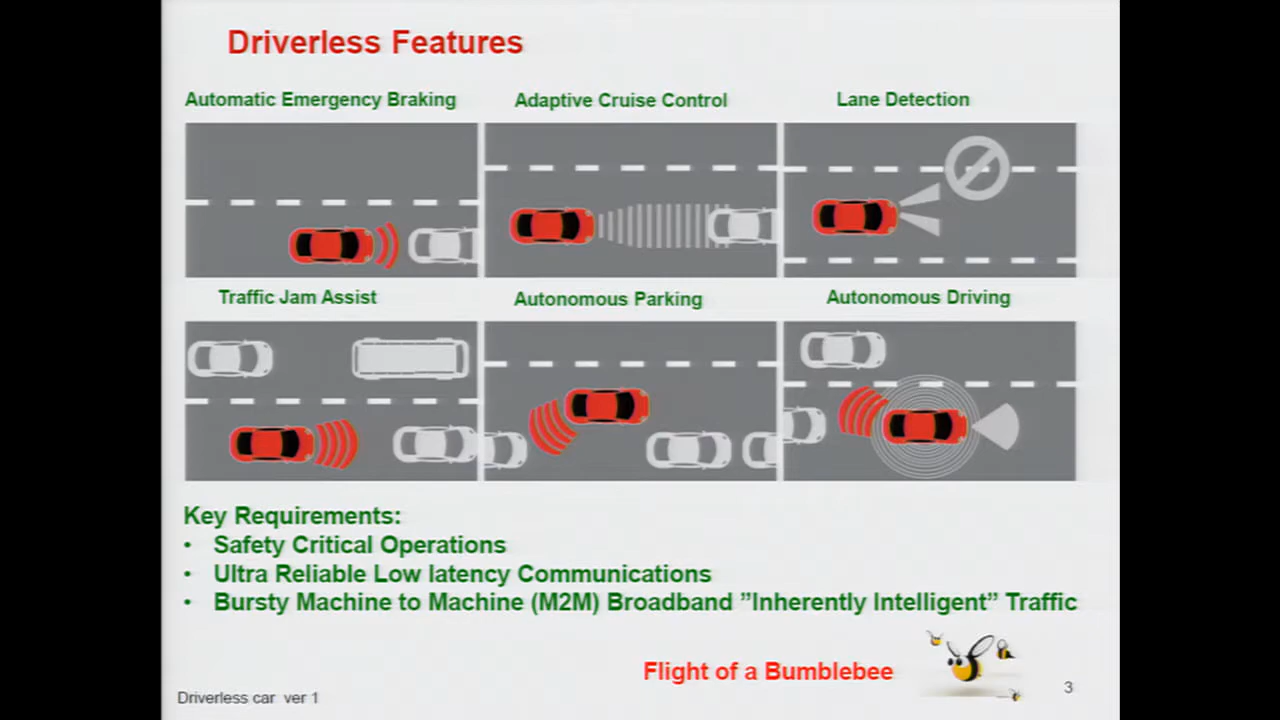 Driverless Features
Automatic Emergency Braking
Adaptive Cruise Control
Lane Detection
Traffic Jam Assist
Autonomous Parking
Autonomous Driving
Key Requirements:
• Safety Critical Operations
• Ultra Reliable Low latency Communications
• Bursty Machine to Machine (M2M) Broadband ”Inherently Intelligent” Traffic
Flight of a Bumblebee
Driverless car ver 1
3